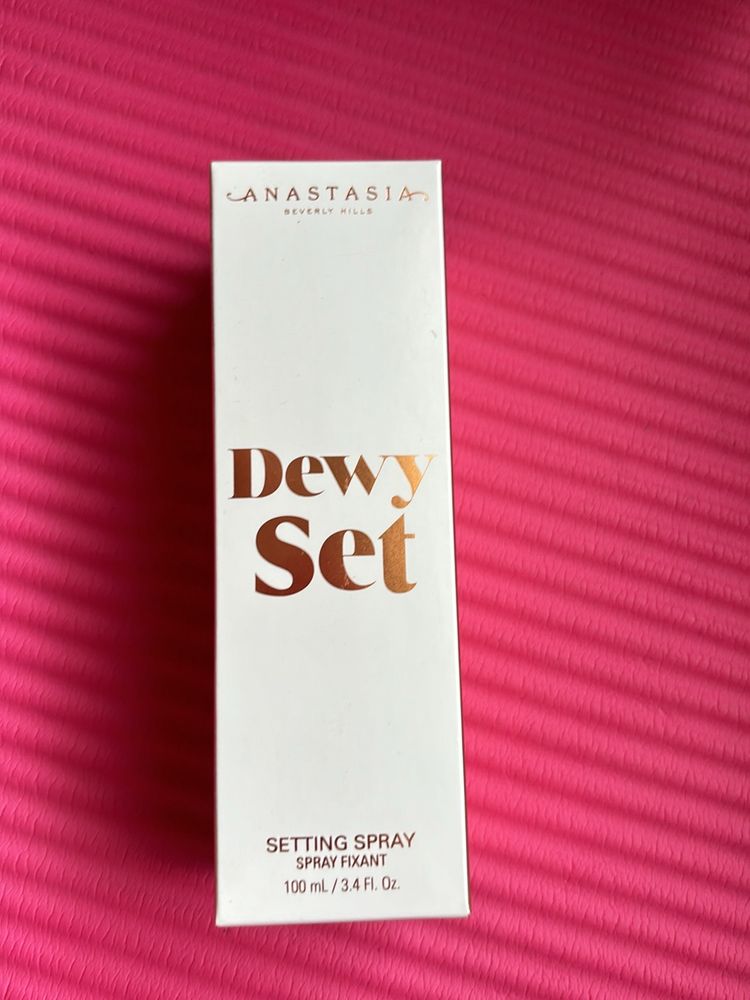 ANASTASIA
BEVERLY HILLS
Dewy
Set
SETTING SPRAY
SPRAY FIXANT
100 mL / 3.4 Fl. Oz.